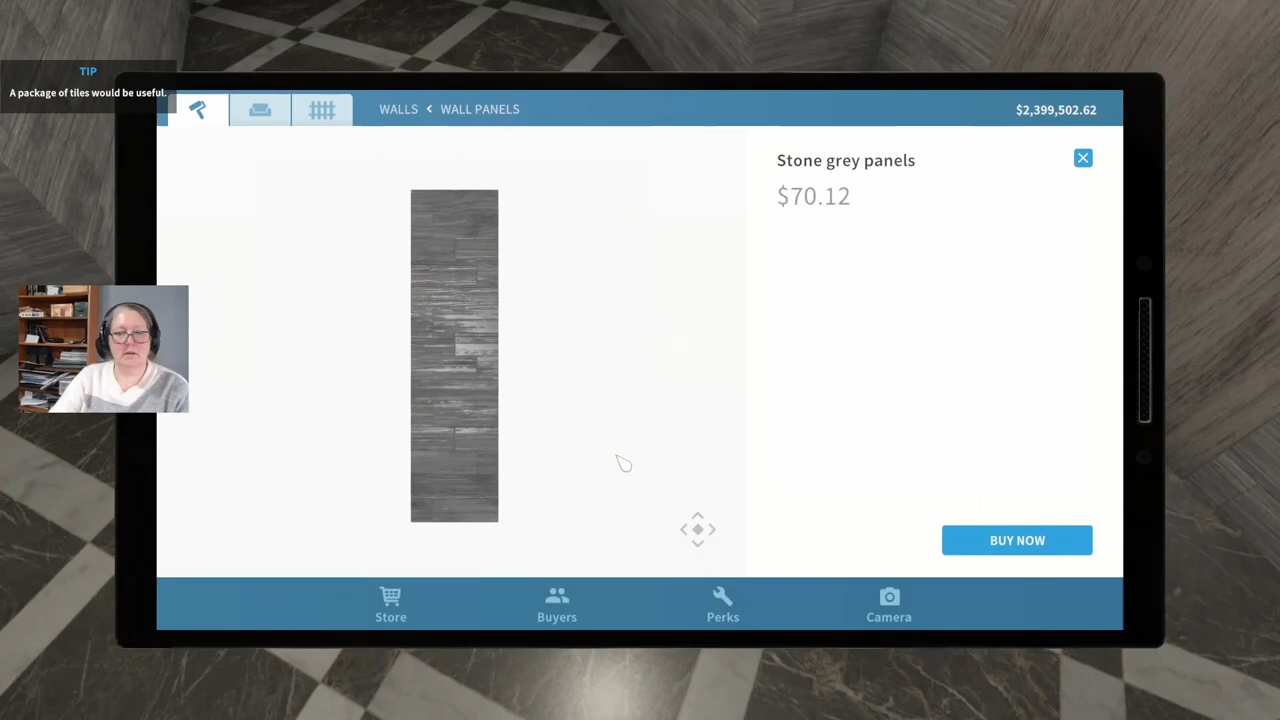 TIP
A package of tiles would be useful.
WALLS < WALL PANELS
$2,399,502.62
Stone grey panels
$70.12
BUY NOW
Store
Buyers
Perks
Camera